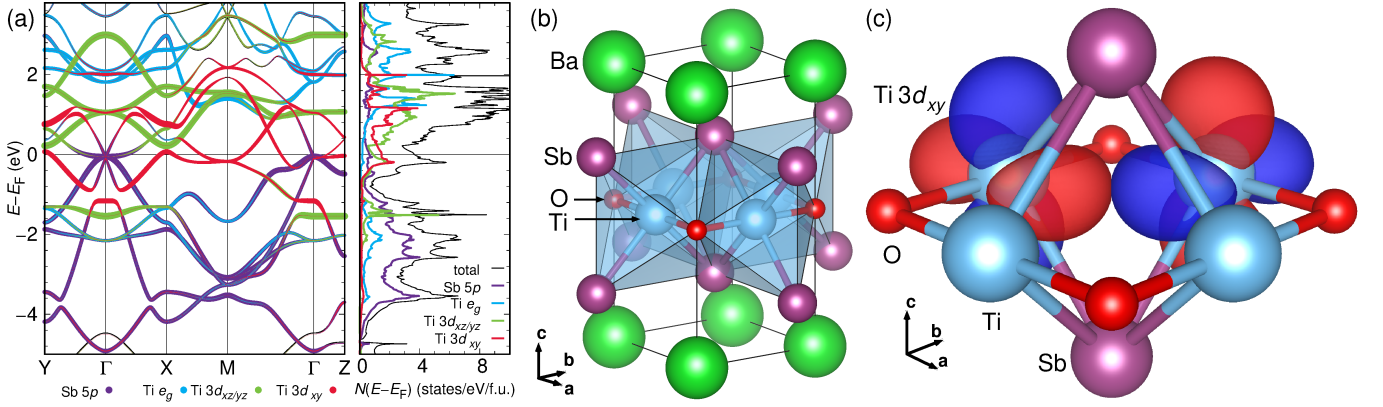 (a)
E−E_F (eV)
2
0
−2
−4
Y Γ X M Γ Z
Sb 5p Ti e_g Ti 3d_xz/yz Ti 3d_xy
total
Sb 5p
Ti e_g
Ti 3d_xz/yz
Ti 3d_xy
0 4 8
N(E−E_F) (states/eV/f.u.)
(b)
Ba
Sb
O
Ti
c
b
a
(c)
Ti 3d_xy
O
Ti
Sb
c
b
a